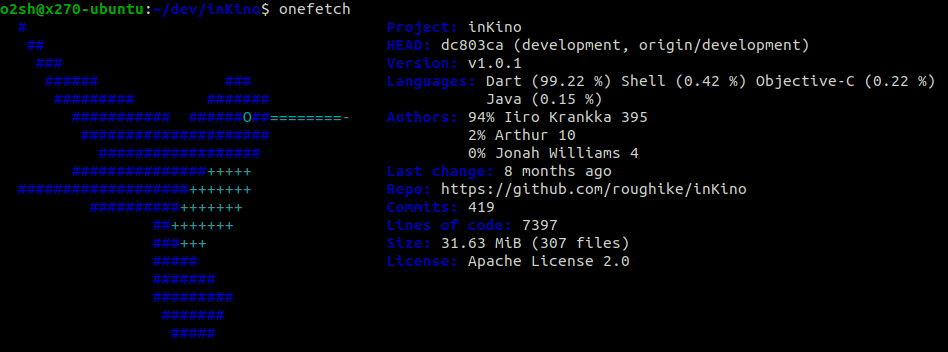 o2sh@x270-ubuntu:~/dev/inKino$ onefetch
#                                        Project: inKino
 ##                                      HEAD: dc803ca (development, origin/development)
  ###                                    Version: v1.0.1
   ######              ###               Languages: Dart (99.22 %) Shell (0.42 %) Objective-C (0.22 %)
    #########        #######                        Java (0.15 %)
      ###########  ######O##=========-   Authors: 94% Iiro Krankka 395
       #####################                      2% Arthur 10
         ##################                       0% Jonah Williams 4
      ###############+++++               Last change: 8 months ago
###################+++++++               Repo: https://github.com/roughike/inKino
        ##########+++++++                Commits: 419
               ##+++++++                 Lines of code: 7397
               ###+++                    Size: 31.63 MiB (307 files)
               #####                     License: Apache License 2.0
               #######
               #########
                #######
                 #####